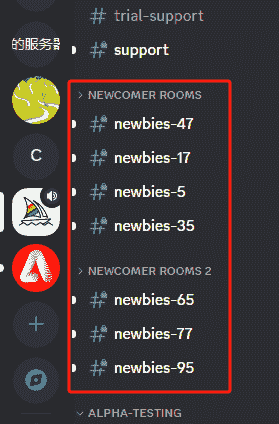 trial-support
的服务器
support
NEWCOMER ROOMS
newbies-47
newbies-17
C
newbies-5
newbies-35
NEWCOMER ROOMS 2
newbies-65
newbies-77
newbies-95
ALPHA-TESTING